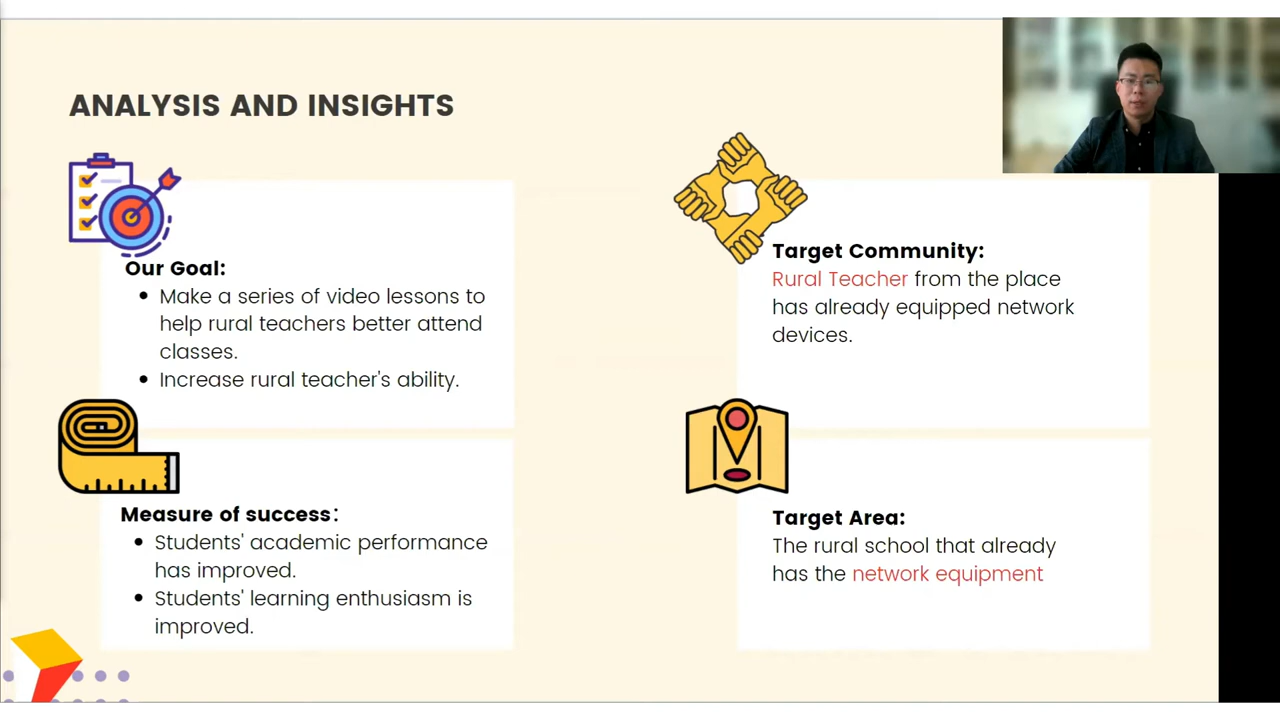 ANALYSIS AND INSIGHTS
Our Goal:
• Make a series of video lessons to
help rural teachers better attend
classes.
• Increase rural teacher's ability.
Target Community:
Rural Teacher from the place
has already equipped network
devices.
Measure of success：
• Students' academic performance
has improved.
• Students' learning enthusiasm is
improved.
Target Area:
The rural school that already
has the network equipment